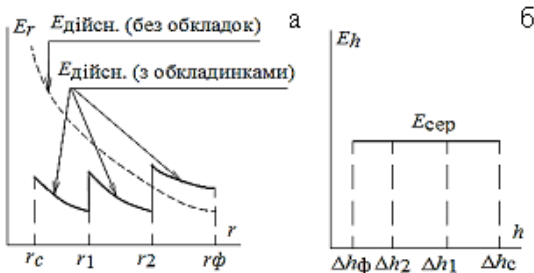 Er
Eдійсн. (без обкладок)
а
Eдійсн. (з обкладинками)
r
rc
r1
r2
rф
б
Eh
Eсер
h
Δhф
Δh2
Δh1
Δhc